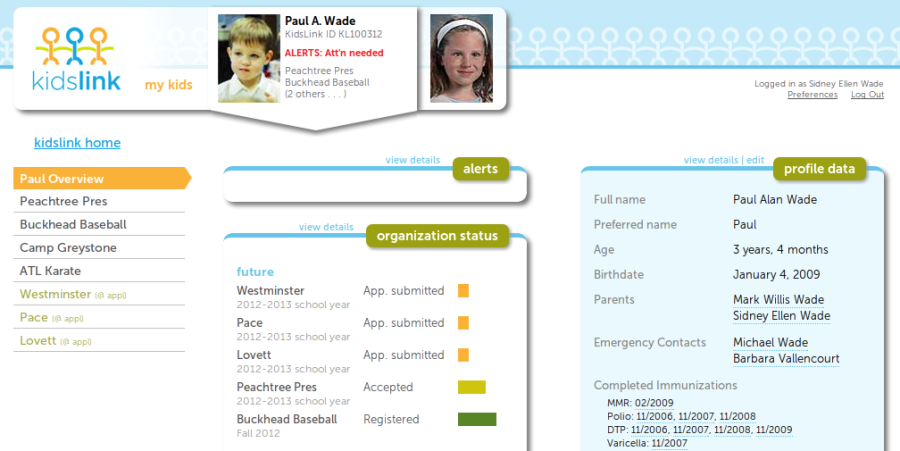 kidslink
my kids
Paul A. Wade
KidsLink ID KL100312
ALERTS: Att'n needed
Peachtree Pres
Buckhead Baseball
(2 others . . . )
Logged in as Sidney Ellen Wade
Preferences Log Out
kidslink home
Paul Overview
Peachtree Pres
Buckhead Baseball
Camp Greystone
ATL Karate
Westminster (@ appl)
Pace (@ appl)
Lovett (@ appl)
view details alerts
view details organization status
future
Westminster App. submitted
2012-2013 school year
Pace App. submitted
2012-2013 school year
Lovett App. submitted
2012-2013 school year
Peachtree Pres Accepted
2012-2013 school year
Buckhead Baseball Registered
Fall 2012
view details | edit profile data
Full name Paul Alan Wade
Preferred name Paul
Age 3 years, 4 months
Birthdate January 4, 2009
Parents Mark Willis Wade
Sidney Ellen Wade
Emergency Contacts Michael Wade
Barbara Vallencourt
Completed Immunizations
MMR: 02/2009
Polio: 11/2006, 11/2007, 11/2008
DTP: 11/2006, 11/2007, 11/2008, 11/2009
Varicella: 11/2007